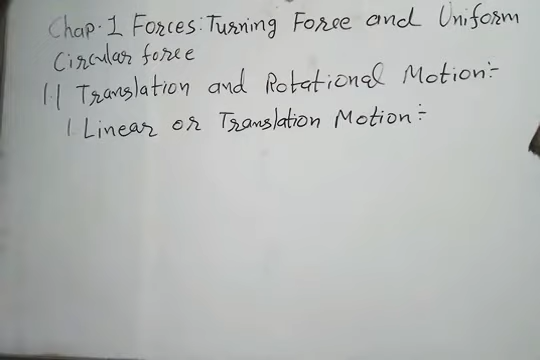 Chap. 1 Forces: Turning Force and Uniform
Circular force
1.1 Translation and Rotational Motion:-
1. Linear or Translation Motion:-